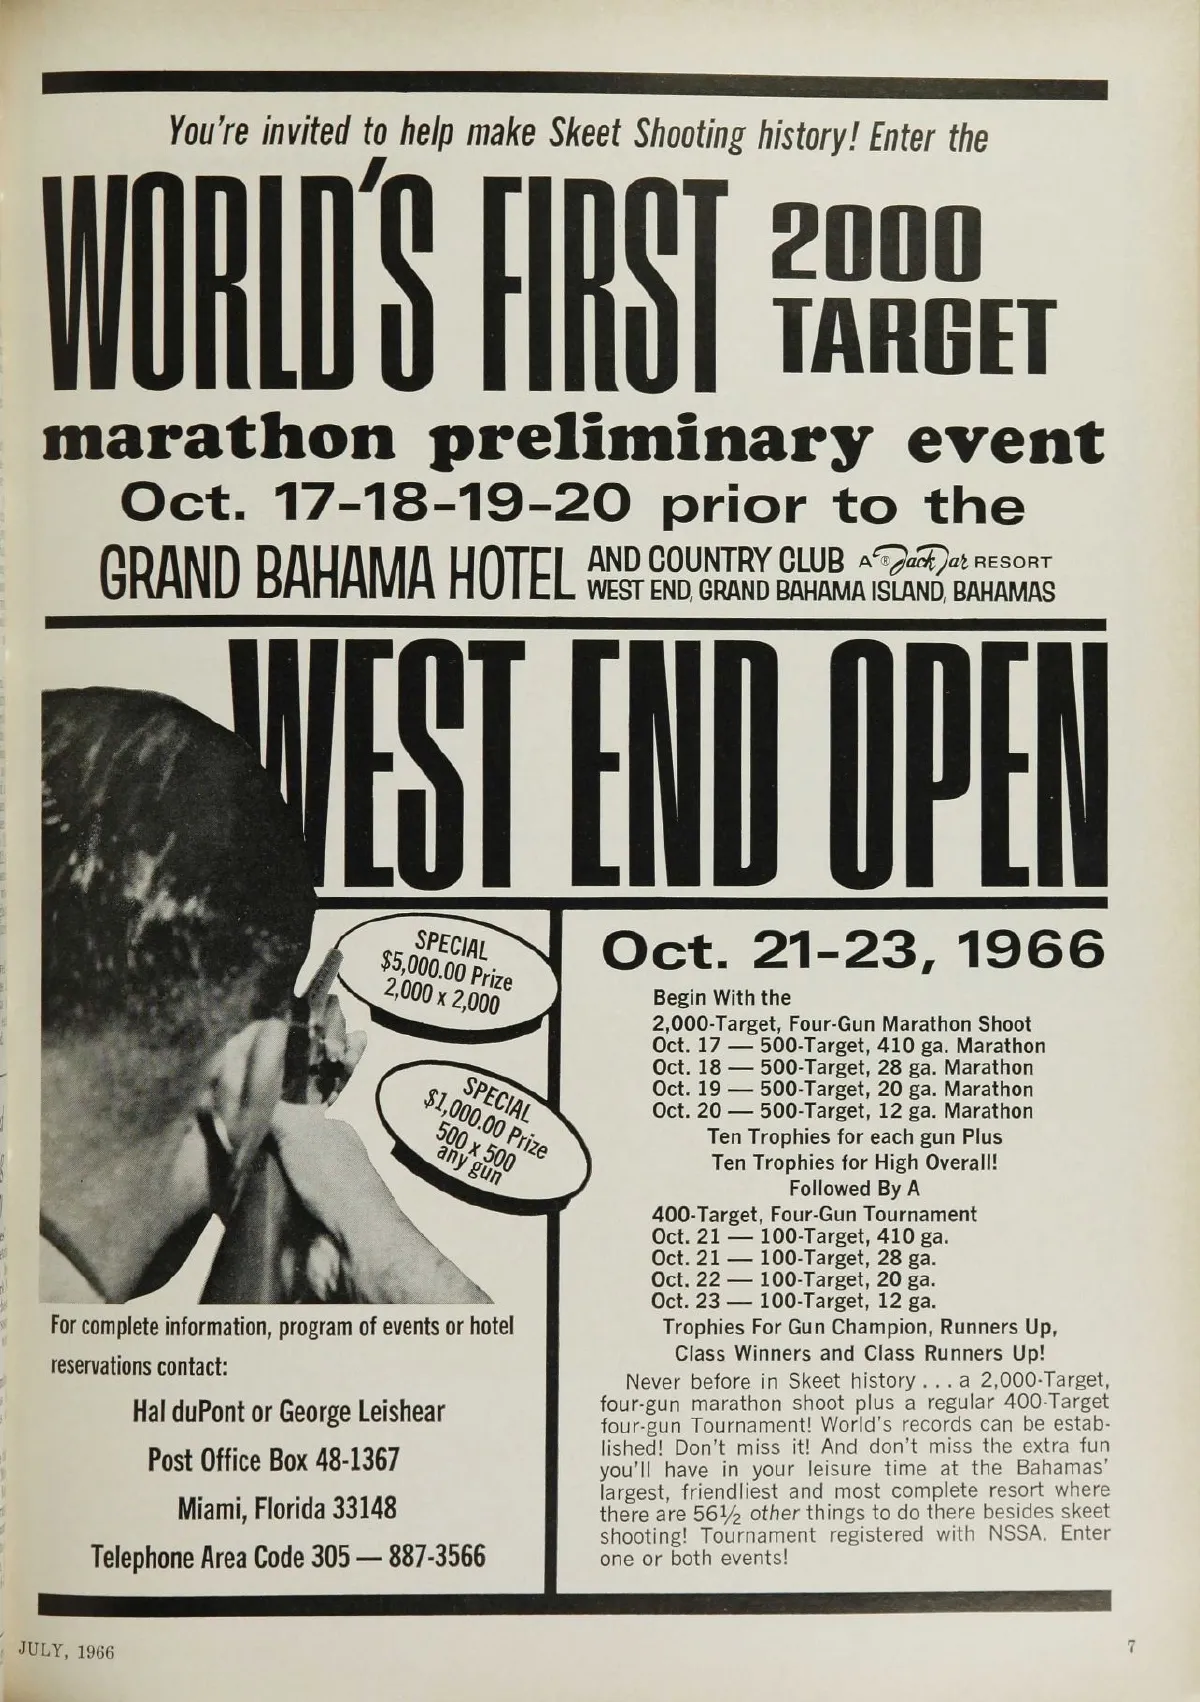 You're invited to help make Skeet Shooting history! Enter the
WORLD'S FIRST
2000
TARGET
marathon preliminary event
Oct. 17-18-19-20 prior to the
GRAND BAHAMA HOTEL
AND COUNTRY CLUB A ® Jack Tar RESORT
WEST END, GRAND BAHAMA ISLAND, BAHAMAS
WEST END OPEN
SPECIAL
$5,000.00 Prize
2,000 x 2,000
SPECIAL
$1,000.00 Prize
500 x 500
any gun
For complete information, program of events or hotel
reservations contact:
Hal duPont or George Leishear
Post Office Box 48-1367
Miami, Florida 33148
Telephone Area Code 305 — 887-3566
Oct. 21-23, 1966
Begin With the
2,000-Target, Four-Gun Marathon Shoot
Oct. 17 — 500-Target, 410 ga. Marathon
Oct. 18 — 500-Target, 28 ga. Marathon
Oct. 19 — 500-Target, 20 ga. Marathon
Oct. 20 — 500-Target, 12 ga. Marathon
Ten Trophies for each gun Plus
Ten Trophies for High Overall!
Followed By A
400-Target, Four-Gun Tournament
Oct. 21 — 100-Target, 410 ga.
Oct. 21 — 100-Target, 28 ga.
Oct. 22 — 100-Target, 20 ga.
Oct. 23 — 100-Target, 12 ga.
Trophies For Gun Champion, Runners Up,
Class Winners and Class Runners Up!
Never before in Skeet history . . . a 2,000-Target,
four-gun marathon shoot plus a regular 400-Target
four-gun Tournament! World's records can be estab-
lished! Don't miss it! And don't miss the extra fun
you'll have in your leisure time at the Bahamas'
largest, friendliest and most complete resort where
there are 56½ other things to do there besides skeet
shooting! Tournament registered with NSSA. Enter
one or both events!
JULY, 1966
7